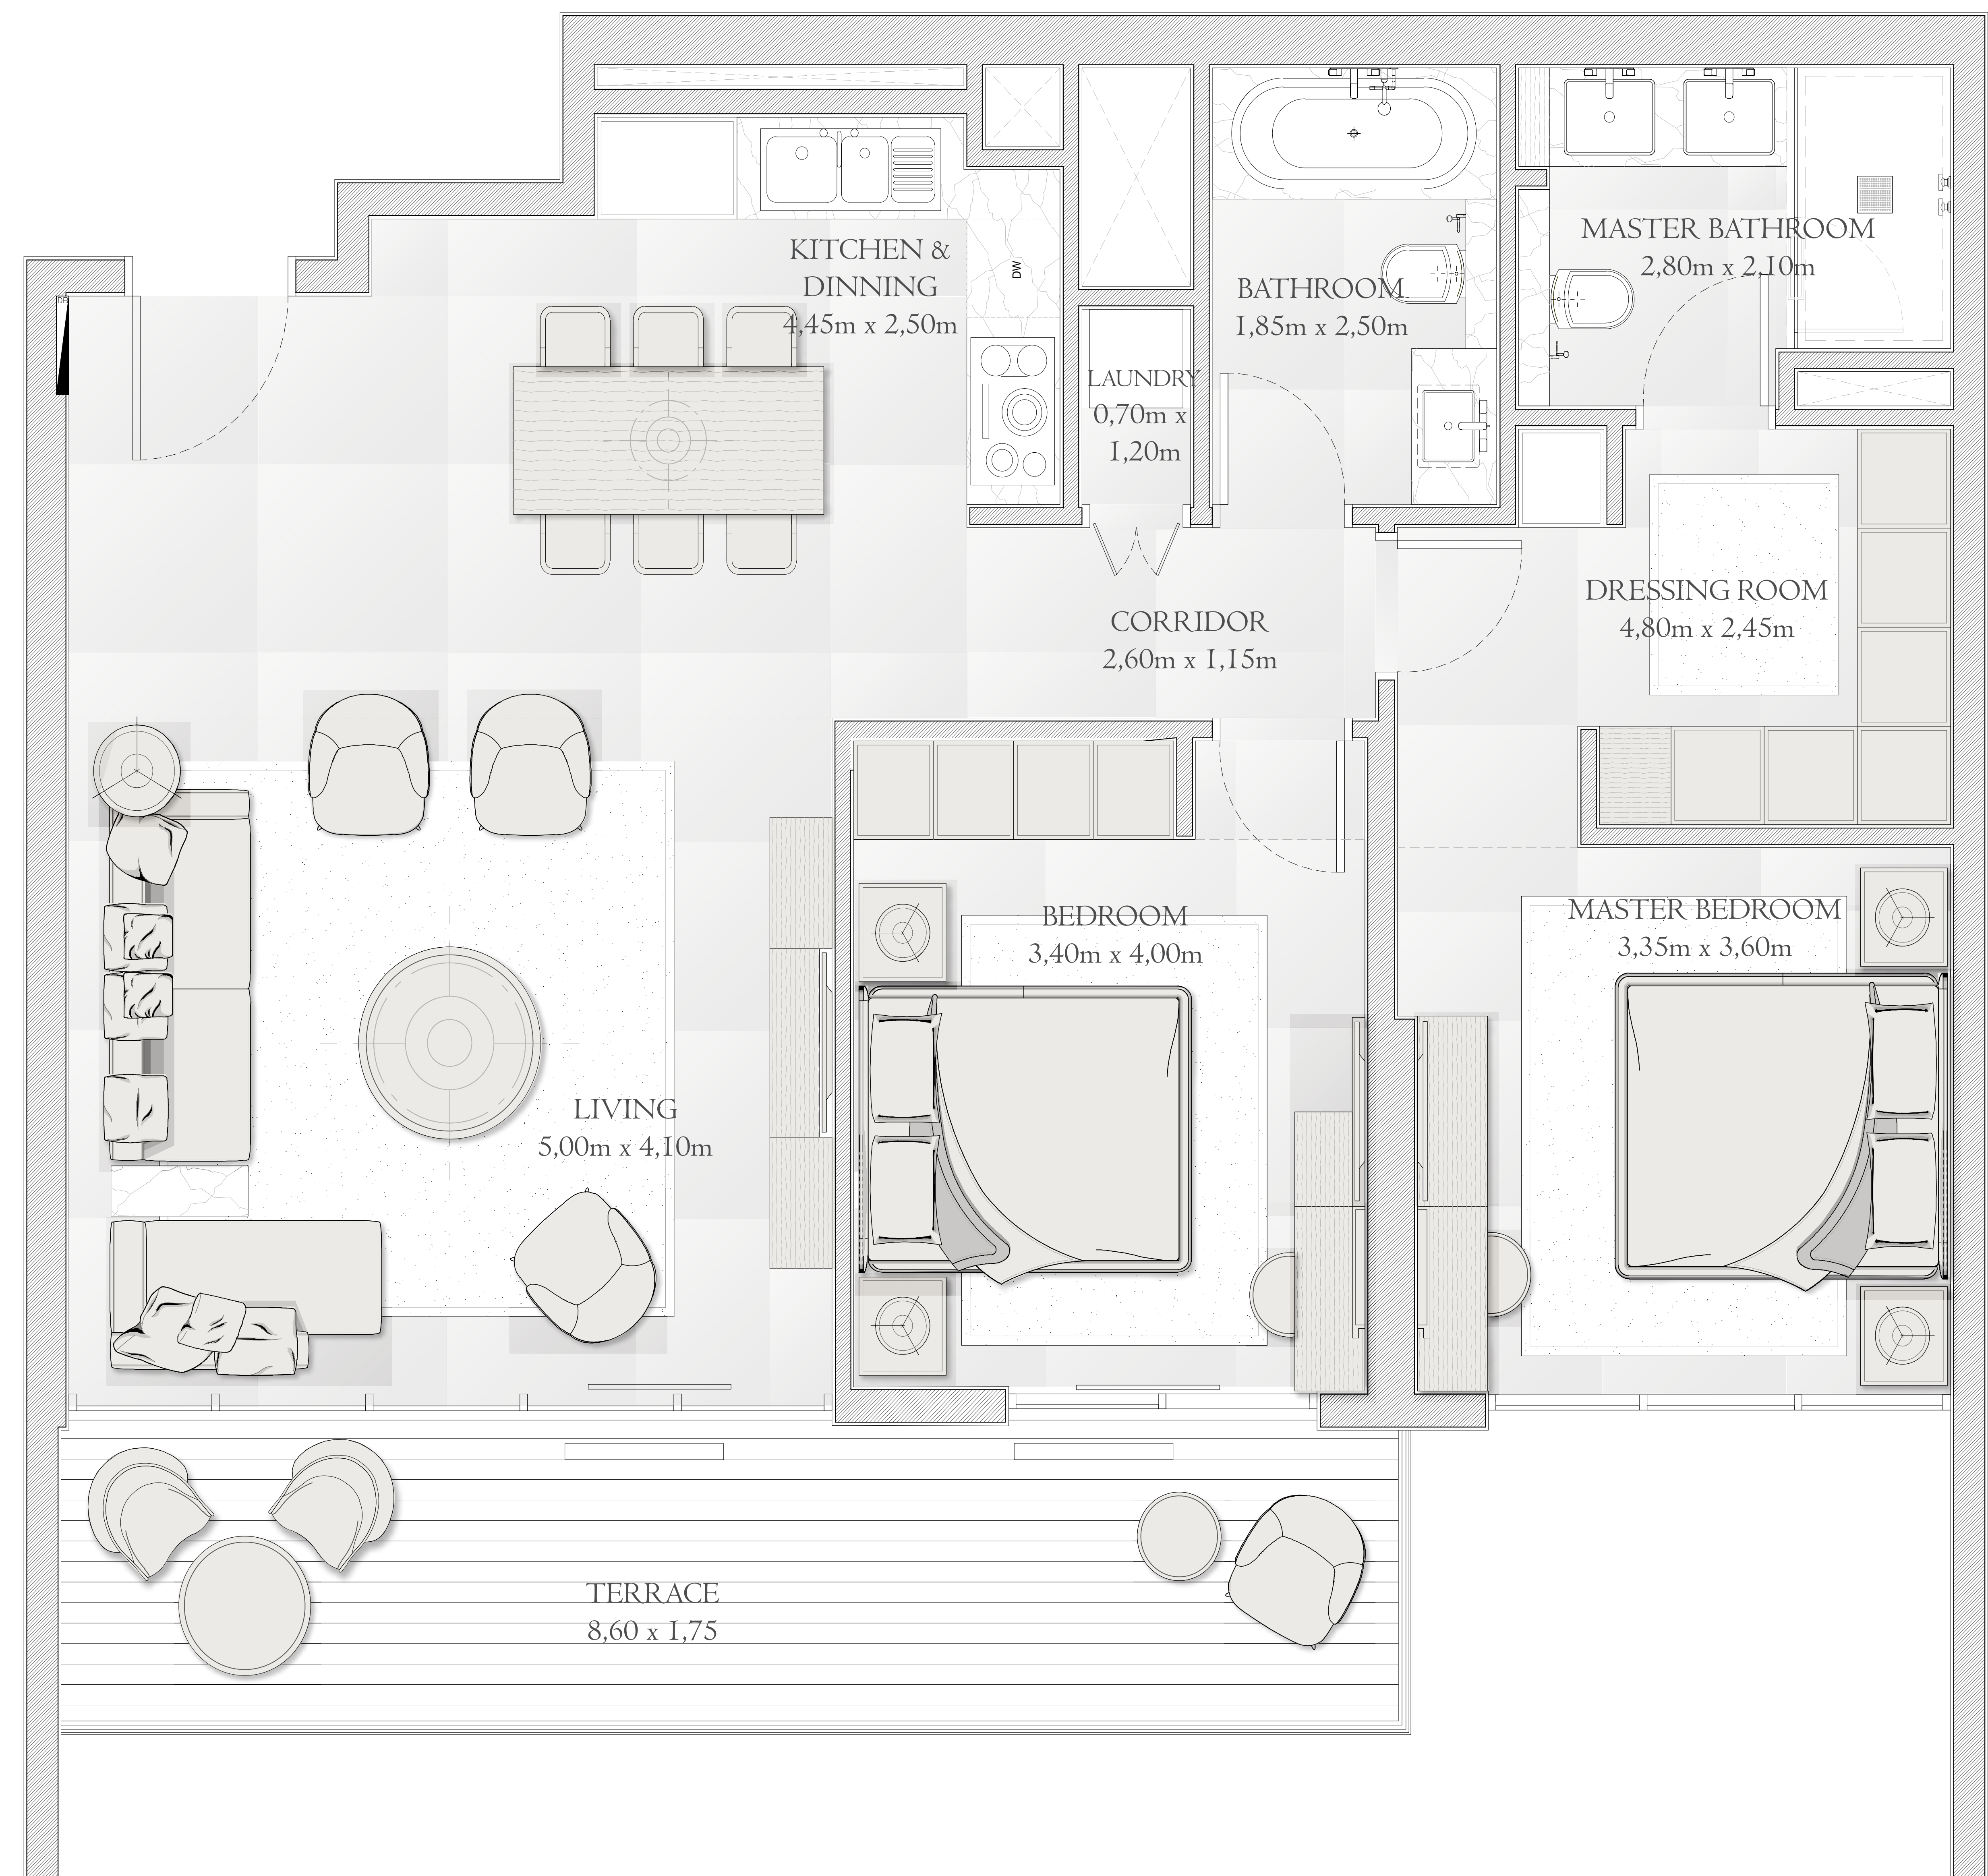 KITCHEN &
DINNING
4,45m x 2,50m
DW
BATHROOM
1,85m x 2,50m
MASTER BATHROOM
2,80m x 2,10m
LAUNDRY
0,70m x
1,20m
CORRIDOR
2,60m x 1,15m
DRESSING ROOM
4,80m x 2,45m
BEDROOM
3,40m x 4,00m
MASTER BEDROOM
3,35m x 3,60m
LIVING
5,00m x 4,10m
TERRACE
8,60 x 1,75